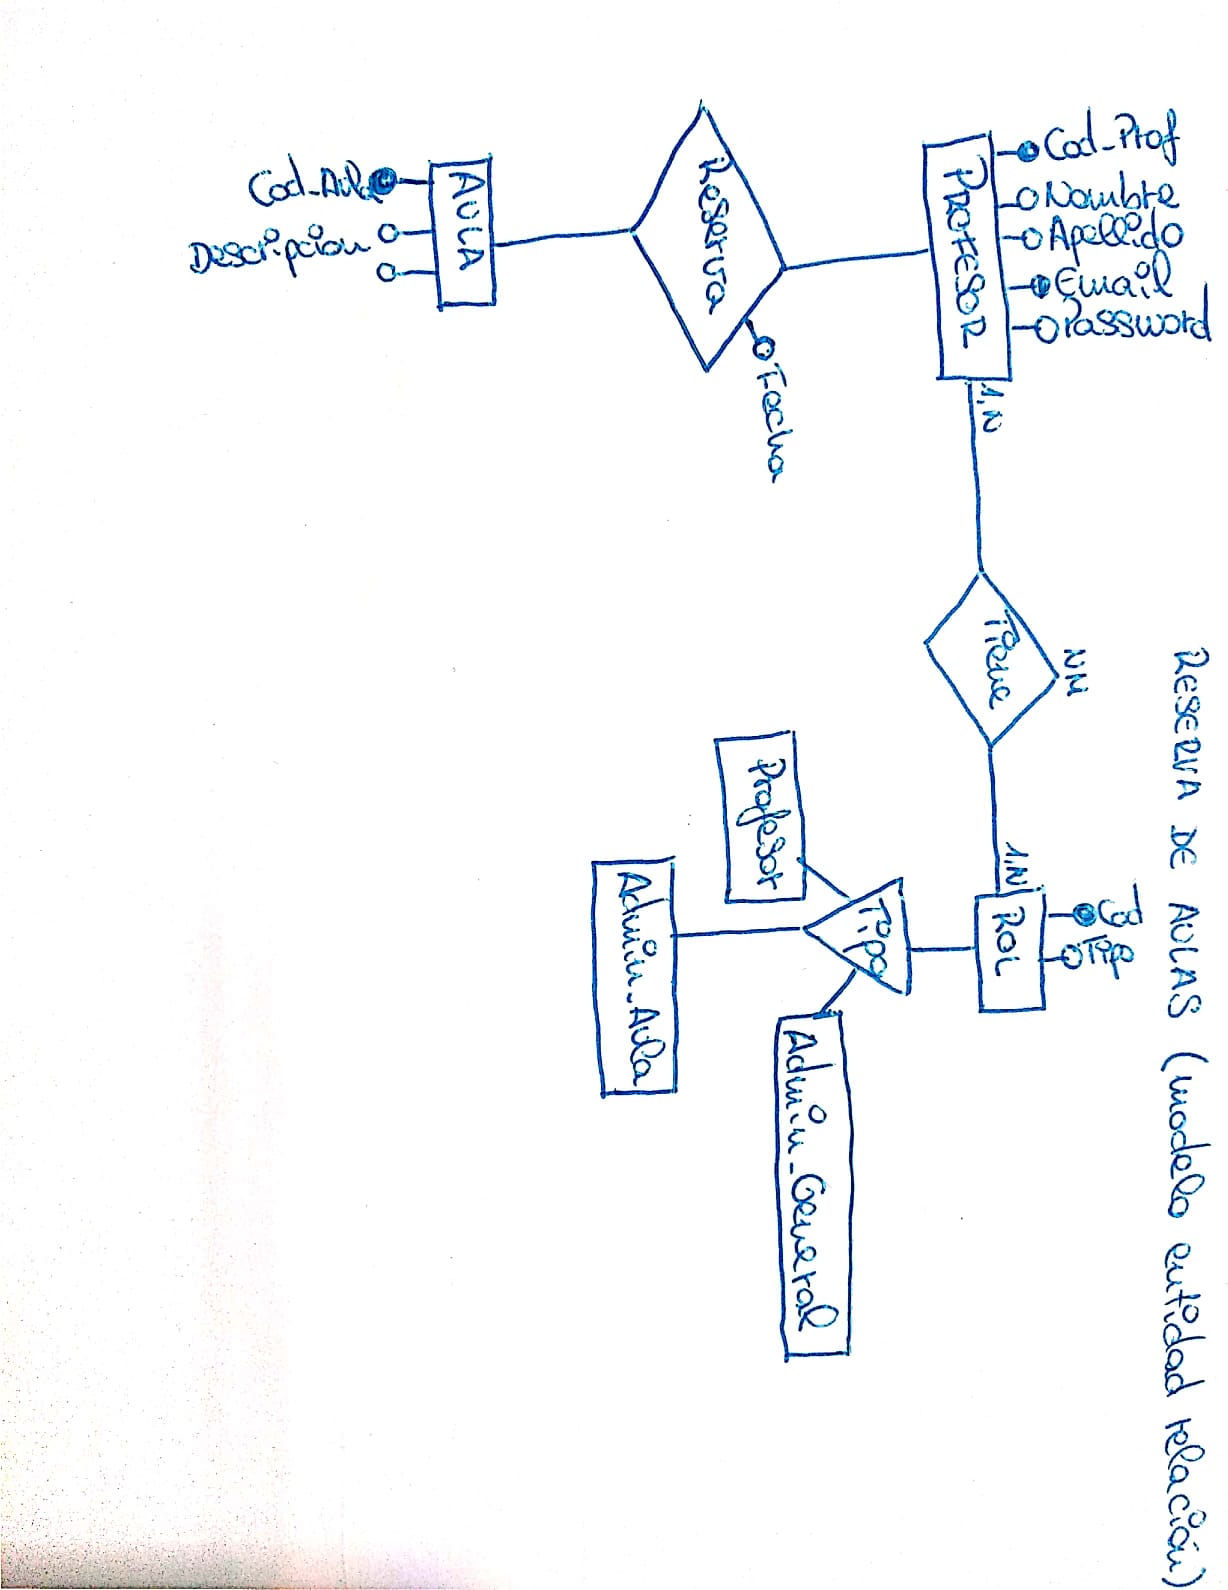 RESERVA DE AULAS (modelo entidad relación)
Cod_Prof
Nombre
Apellido
Email
Password
PROFESOR
1,N
Tiene
NM
1,N
ROL
Cod
Tipo
Reserva
Fecha
AULA
Cod_Aula
Descripcion
Tipo
Profesor
Admin_Aula
Admin_General